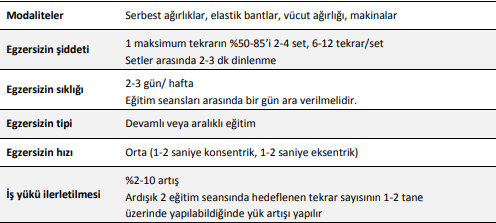 Modaliteler Serbest ağırlıklar, elastik bantlar, vücut ağırlığı, makinalar
Egzersizin şiddeti 1 maksimum tekrarın %50-85’i 2-4 set, 6-12 tekrar/set
Setler arasında 2-3 dk dinlenme
Egzersizin sıklığı 2-3 gün/ hafta
Eğitim seansları arasında bir gün ara verilmelidir.
Egzersizin tipi Devamlı veya aralıklı eğitim
Egzersizin hızı Orta (1-2 saniye konsentrik, 1-2 saniye eksentrik)
İş yükü ilerletilmesi %2-10 artış
Ardışık 2 eğitim seansında hedeflenen tekrar sayısının 1-2 tane
üzerinde yapılabildiğinde yük artışı yapılır